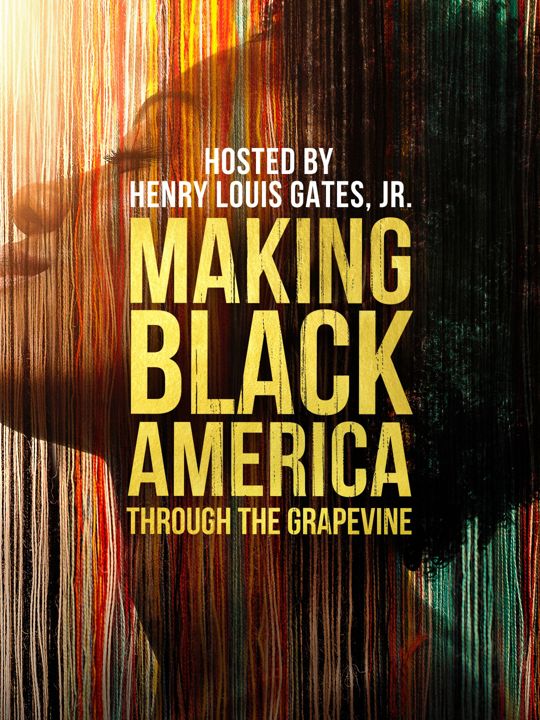 HOSTED BY
HENRY LOUIS GATES, JR.
MAKING
BLACK
AMERICA
THROUGH THE GRAPEVINE